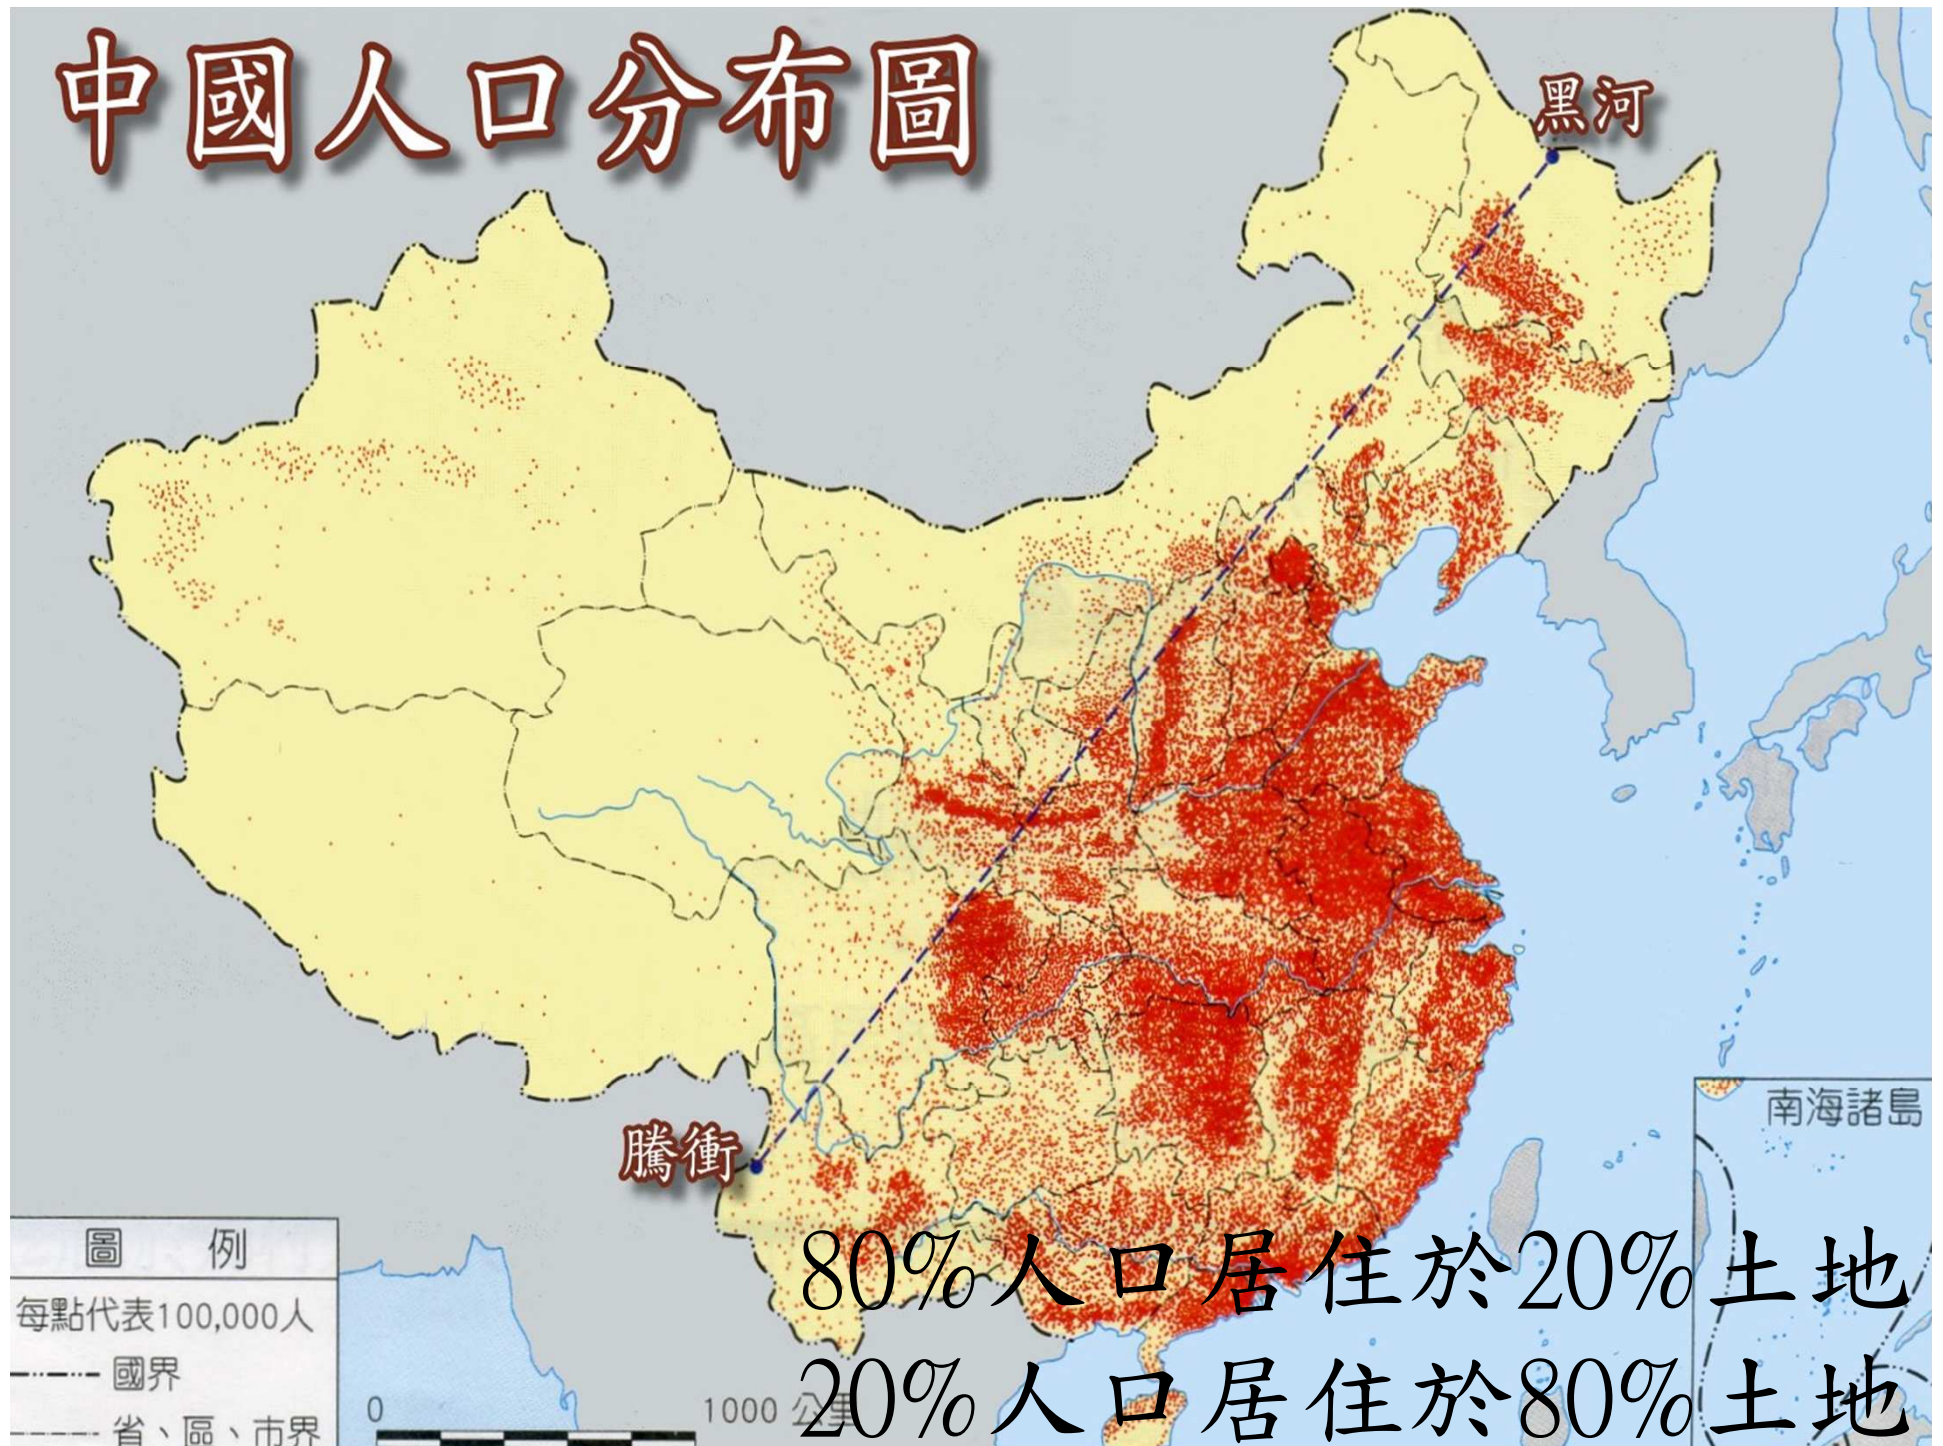 中國人口分布圖
黑河
騰衝
南海諸島
圖 例
每點代表100,000人
國界
省、區、市界
0 1000 公里
80%人口居住於20%土地
20%人口居住於80%土地